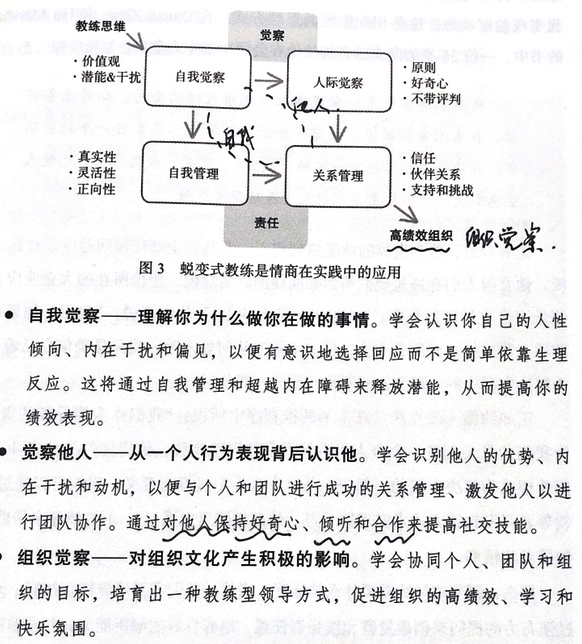 教练思维
觉察
• 价值观
• 潜能&干扰
自我觉察
人际觉察
• 原则
• 好奇心
• 不带评判
他人
自我
• 真实性
• 灵活性
• 正向性
自我管理
关系管理
• 信任
• 伙伴关系
• 支持和挑战
责任
高绩效组织
组织觉察.
图 3 蜕变式教练是情商在实践中的应用
• 自我觉察——理解你为什么做你在做的事情。学会认识你自己的人性
倾向、内在干扰和偏见，以便有意识地选择回应而不是简单依靠生理
反应。这将通过自我管理和超越内在障碍来释放潜能，从而提高你的
绩效表现。
• 觉察他人——从一个人行为表现背后认识他。学会识别他人的优势、内
在干扰和动机，以便与个人和团队进行成功的关系管理、激发他人以进
行团队协作。通过对他人保持好奇心、倾听和合作来提高社交技能。
• 组织觉察——对组织文化产生积极的影响。学会协同个人、团队和组
织的目标，培育出一种教练型领导方式，促进组织的高绩效、学习和
快乐氛围。